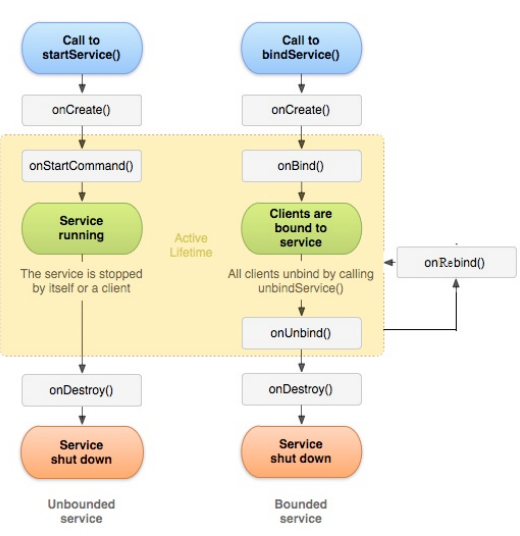 Call to
startService()
Call to
bindService()
onCreate()
onCreate()
onStartCommand()
onBind()
Service
running
Active
Lifetime
Clients are
bound to
service
onRebind()
The service is stopped
by itself or a client
All clients unbind by calling
unbindService()
onUnbind()
onDestroy()
onDestroy()
Service
shut down
Service
shut down
Unbounded
service
Bounded
service